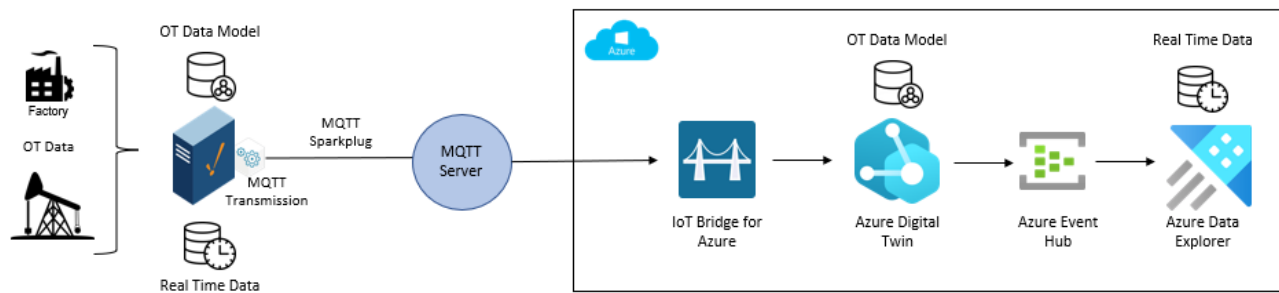 Factory
OT Data
OT Data Model
MQTT
Transmission
Real Time Data
MQTT
Sparkplug
MQTT
Server
Azure
IoT Bridge for
Azure
OT Data Model
Azure Digital
Twin
Azure Event
Hub
Real Time Data
Azure Data
Explorer